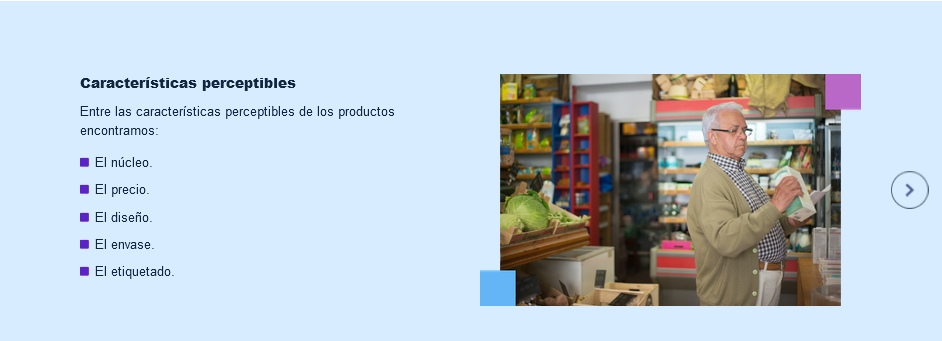 Características perceptibles
Entre las características perceptibles de los productos
encontramos:
El núcleo.
El precio.
El diseño.
El envase.
El etiquetado.